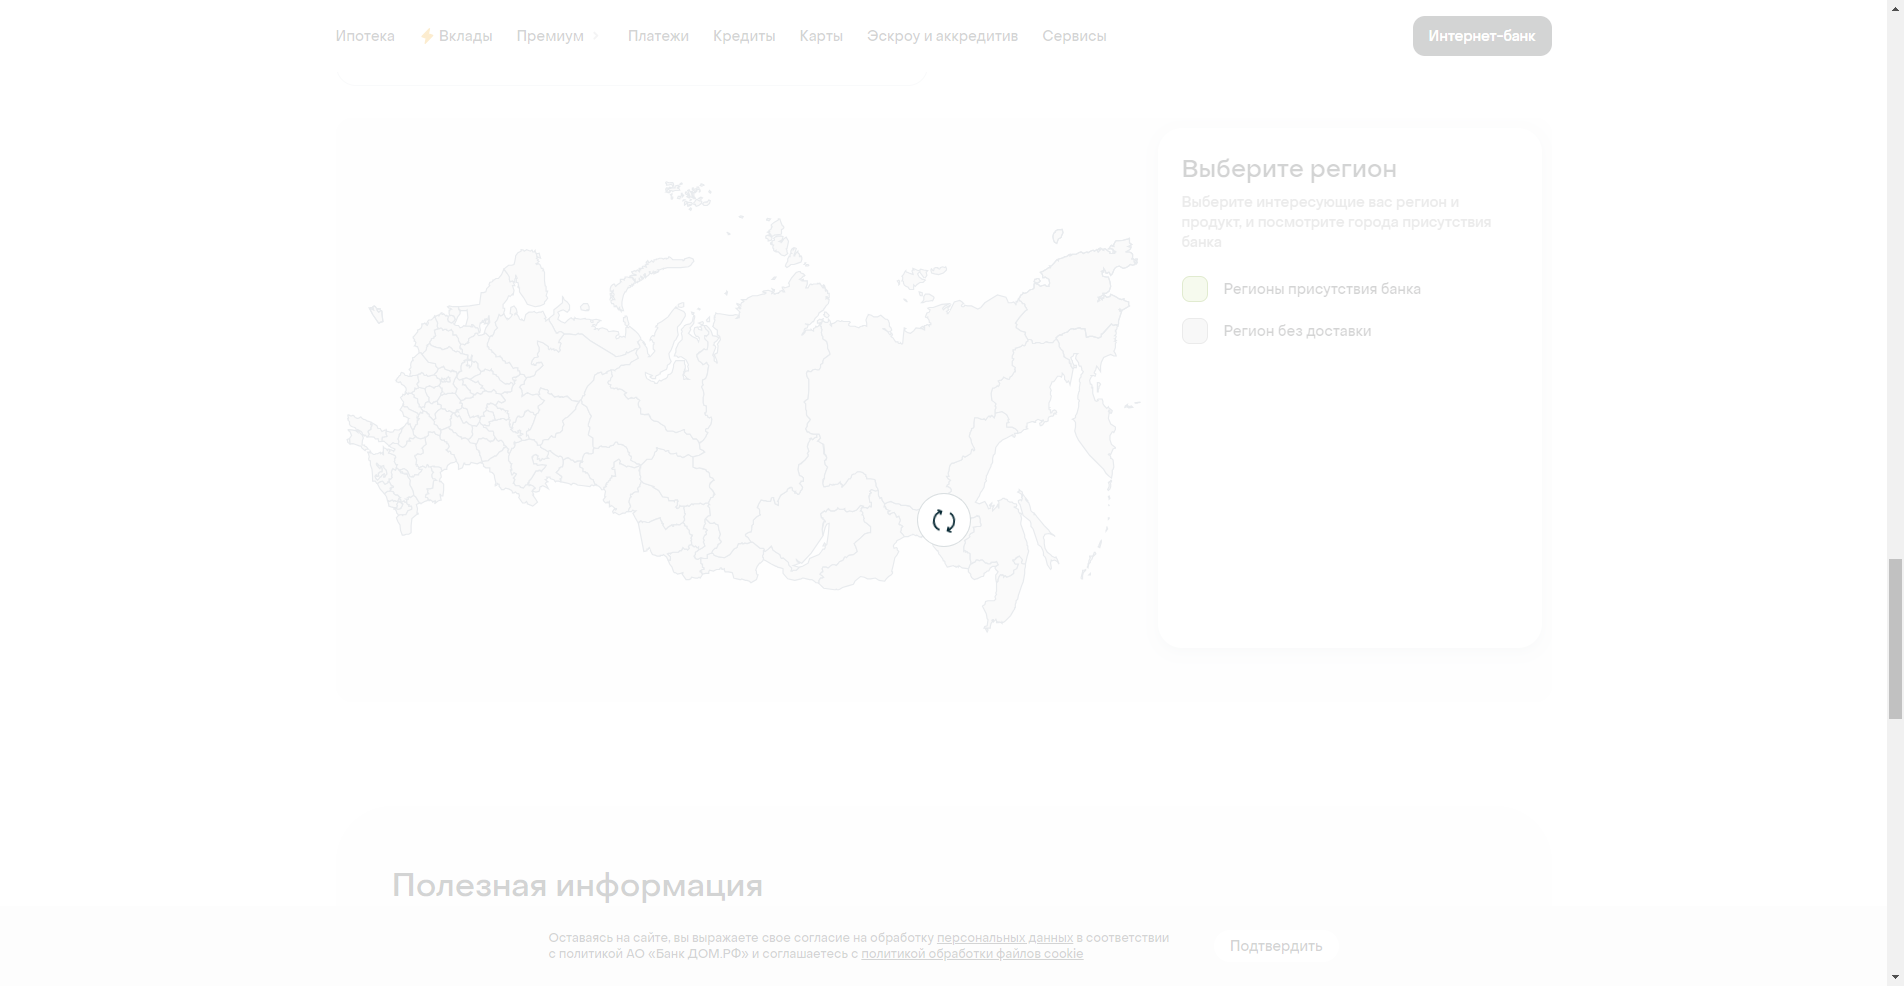 Ипотека
Вклады
Премиум
Платежи
Кредиты
Карты
Эскроу и аккредитив
Сервисы
Интернет-банк
Выберите регион
Выберите интересующие вас регион и
продукт, и посмотрите города присутствия
банка
Регионы присутствия банка
Регион без доставки
Полезная информация
Оставаясь на сайте, вы выражаете свое согласие на обработку персональных данных в соответствии
с политикой АО «Банк ДОМ.РФ» и соглашаетесь с политикой обработки файлов cookie
Подтвердить